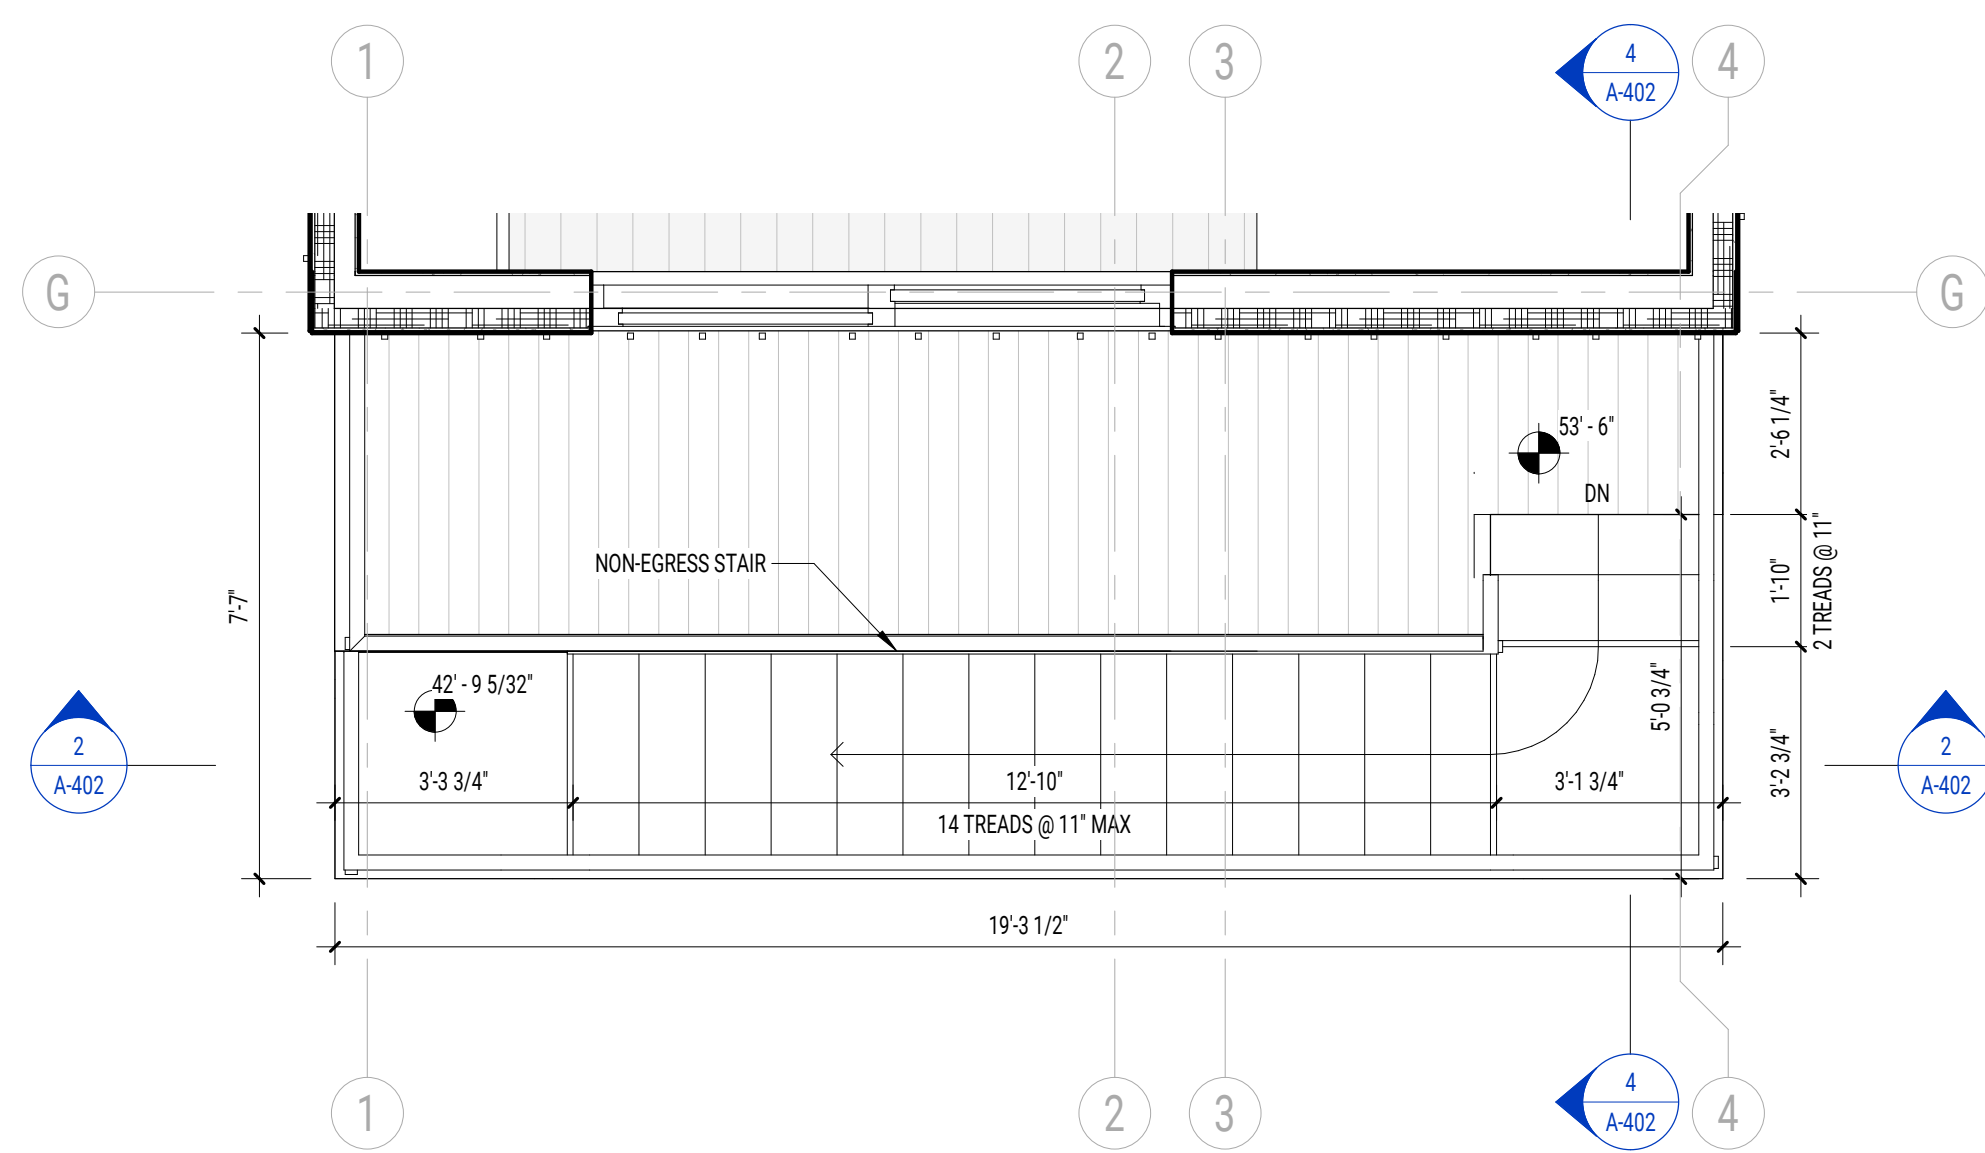 1
2
3
4
A-402
4
G
G
53' - 6"
DN
2'-6 1/4"
NON-EGRESS STAIR
1'-10"
2 TREADS @ 11"
7'-7"
42' - 9 5/32"
5'-0 3/4"
3'-2 3/4"
2
A-402
2
A-402
3'-3 3/4"
12'-10"
3'-1 3/4"
14 TREADS @ 11" MAX
19'-3 1/2"
1
2
3
4
A-402
4